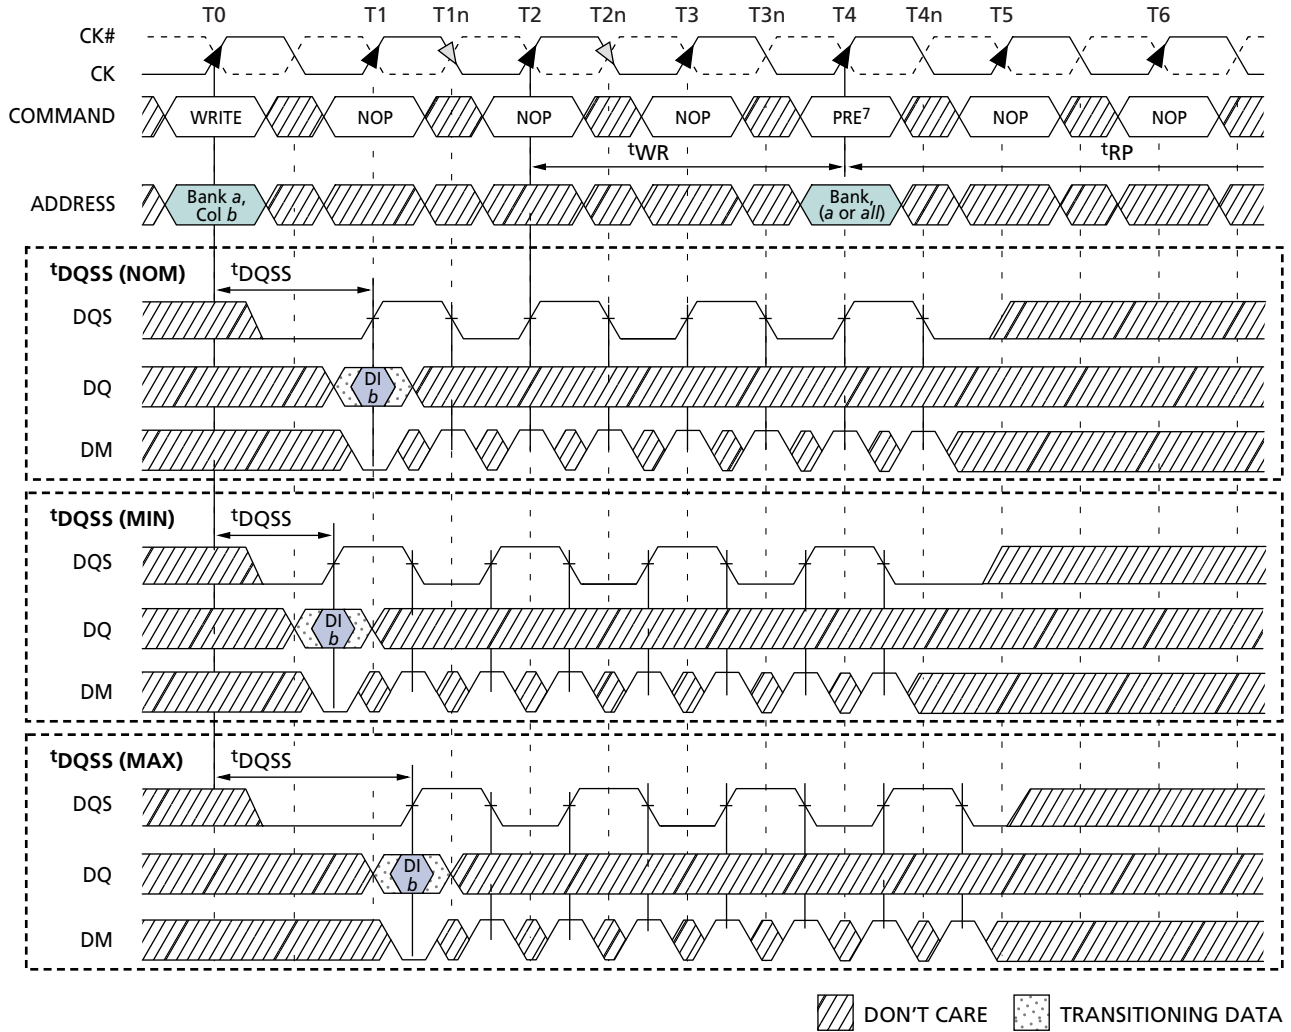 T0 T1 T1n T2 T2n T3 T3n T4 T4n T5 T6
CK#
CK
COMMAND WRITE NOP NOP NOP PRE7 NOP NOP
tWR tRP
ADDRESS Bank a, Col b Bank, (a or all)
tDQSS (NOM) tDQSS
DQS
DQ DI b
DM
tDQSS (MIN) tDQSS
DQS
DQ DI b
DM
tDQSS (MAX) tDQSS
DQS
DQ DI b
DM
DON'T CARE TRANSITIONING DATA